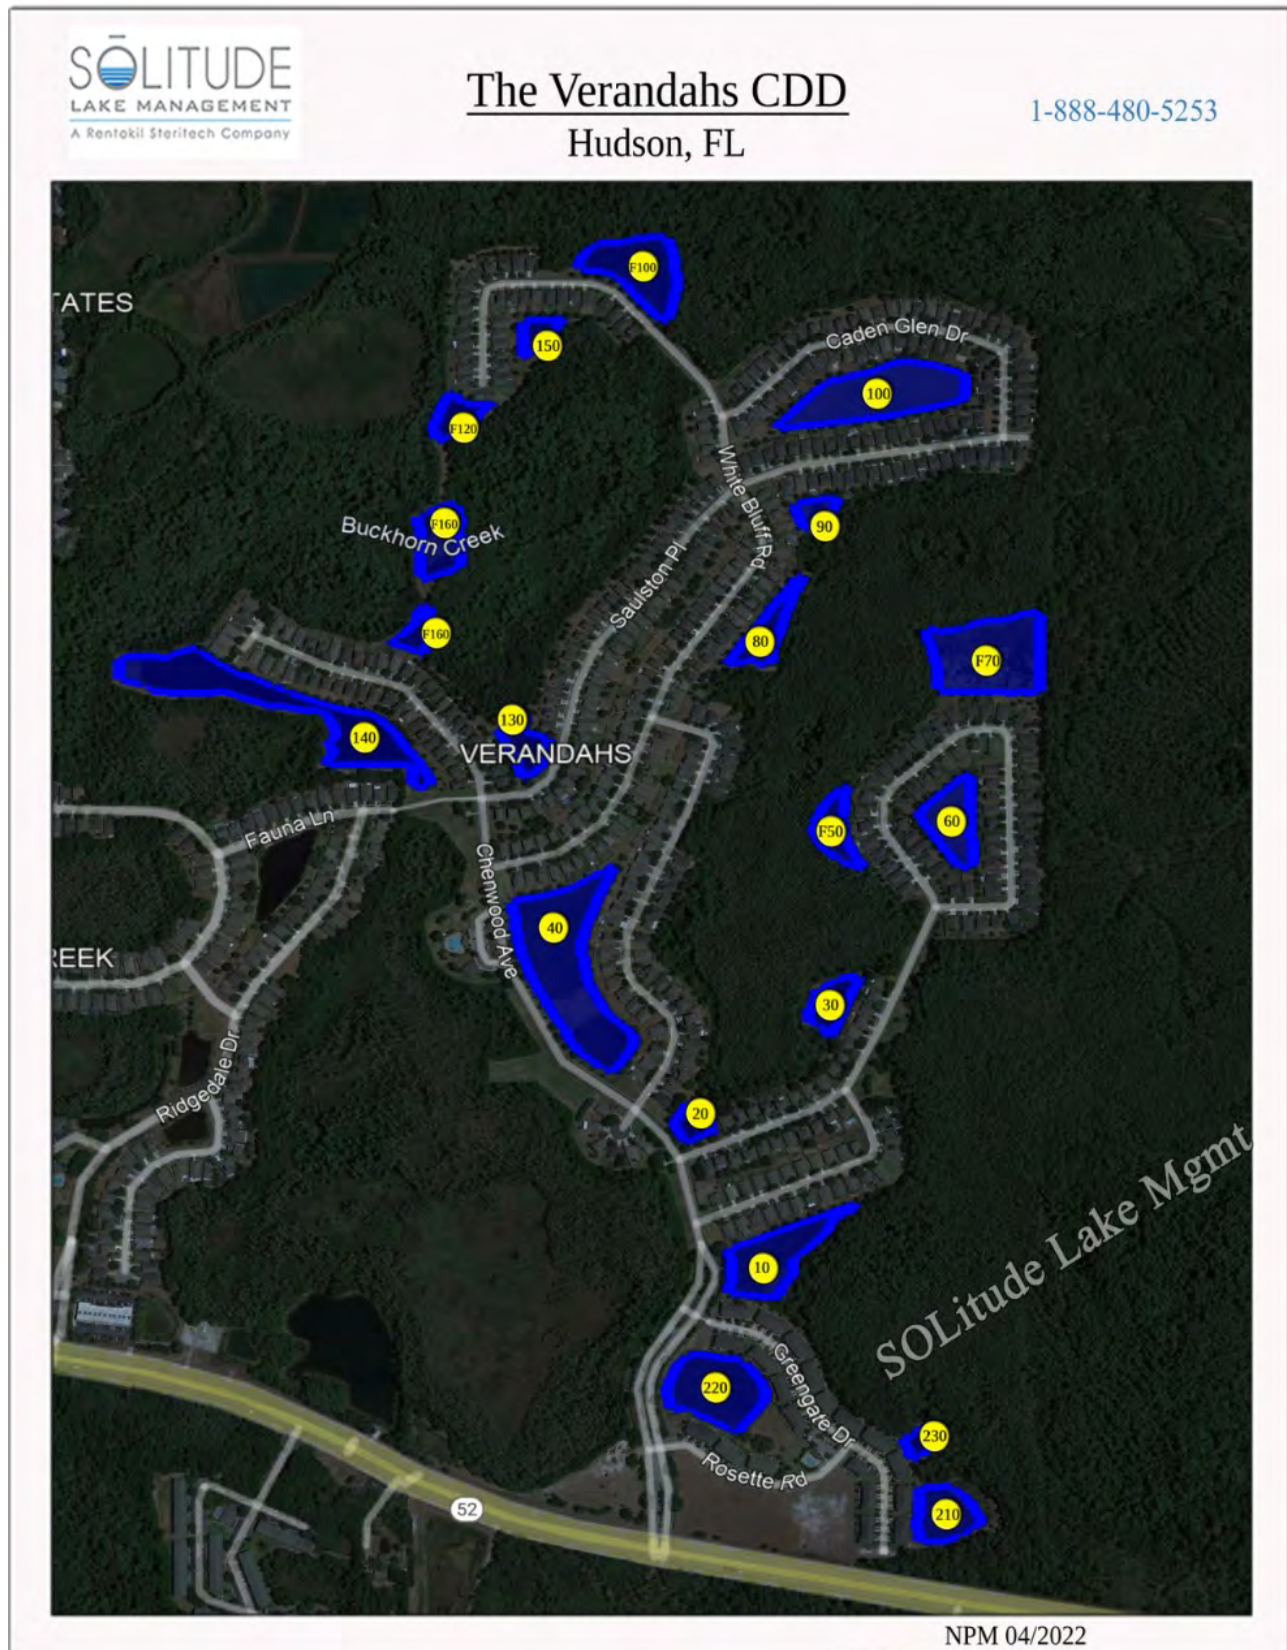 SŌLITUDE
LAKE MANAGEMENT
A Rentokil Steritech Company
The Verandahs CDD
Hudson, FL
1-888-480-5253
F100
TATES
150
Caden Glen Dr
100
F120
White Bluff Rd
F160
Buckhorn Creek
90
Saulston Pl
F160
80
F70
130
140
VERANDAHS
Fauna Ln
F50
60
Chenwood Ave
40
REEK
30
Ridgedale Dr
20
SOLitude Lake Mgmt
10
220
Greengate Dr
230
Rosette Rd
52
210
NPM 04/2022